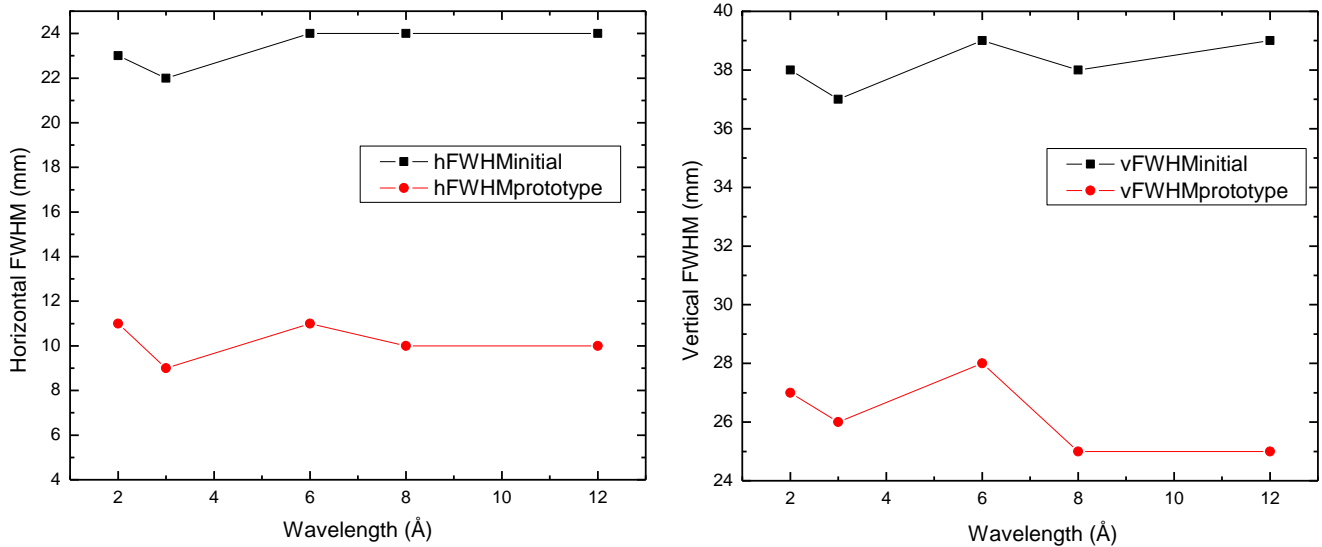 24
22
20
18
16
14
12
10
8
6
4
Horizontal FWHM (mm)
hFWHMinitial
hFWHMprototype
2 4 6 8 10 12
Wavelength (Å)
40
38
36
34
32
30
28
26
24
Vertical FWHM (mm)
vFWHMinitial
vFWHMprototype
2 4 6 8 10 12
Wavelength (Å)